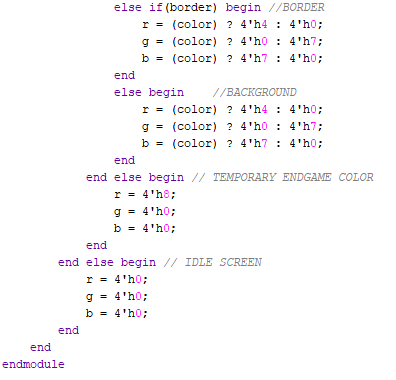 else if(border) begin //BORDER
r = (color) ? 4'h4 : 4'h0;
g = (color) ? 4'h0 : 4'h7;
b = (color) ? 4'h7 : 4'h0;
end
else begin //BACKGROUND
r = (color) ? 4'h4 : 4'h0;
g = (color) ? 4'h0 : 4'h7;
b = (color) ? 4'h7 : 4'h0;
end
end else begin // TEMPORARY ENDGAME COLOR
r = 4'h8;
g = 4'h0;
b = 4'h0;
end
end else begin // IDLE SCREEN
r = 4'h0;
g = 4'h0;
b = 4'h0;
end
end
endmodule